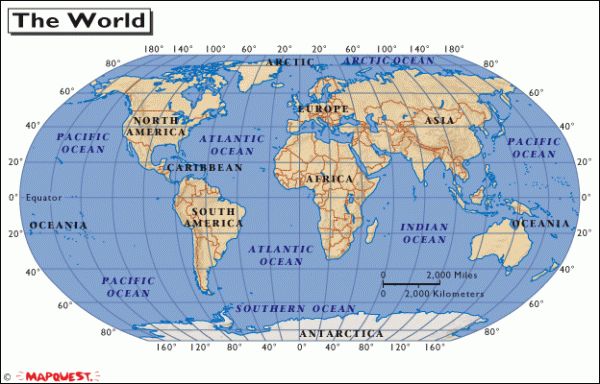 The World
180° 140° 100° 60° 20° 20° 60° 100° 140° 180°
ARCTIC
ARCTIC OCEAN
80°
80°
60°
60°
NORTH
AMERICA
EUROPE
ASIA
PACIFIC
OCEAN
ATLANTIC
OCEAN
PACIFIC
OCEAN
40°
40°
20°
20°
CARIBBEAN
AFRICA
0°
Equator
0°
SOUTH
AMERICA
OCEANIA
INDIAN
OCEAN
OCEANIA
20°
20°
ATLANTIC
OCEAN
40°
40°
PACIFIC
OCEAN
0 2,000 Miles
0 2,000 Kilometers
60°
60°
SOUTHERN OCEAN
80°
80°
ANTARCTICA
160° 120° 80° 40° 0° 40° 80° 120° 160°
© MAPQUEST.